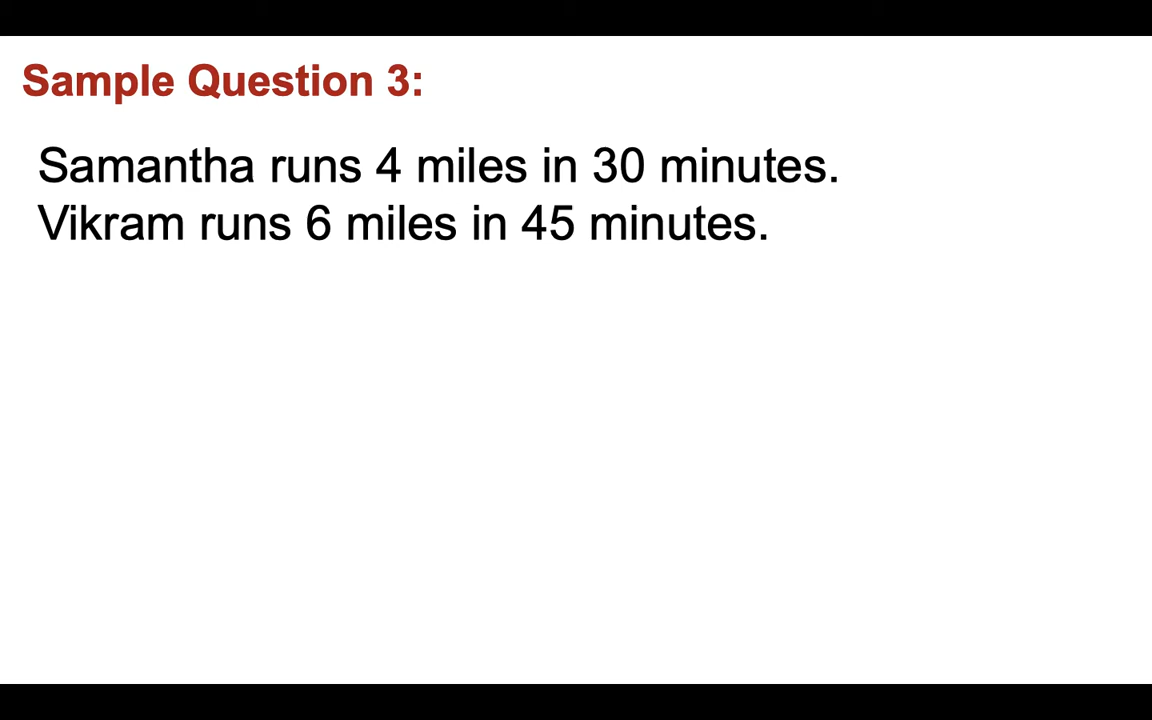 Sample Question 3:
Samantha runs 4 miles in 30 minutes.
Vikram runs 6 miles in 45 minutes.